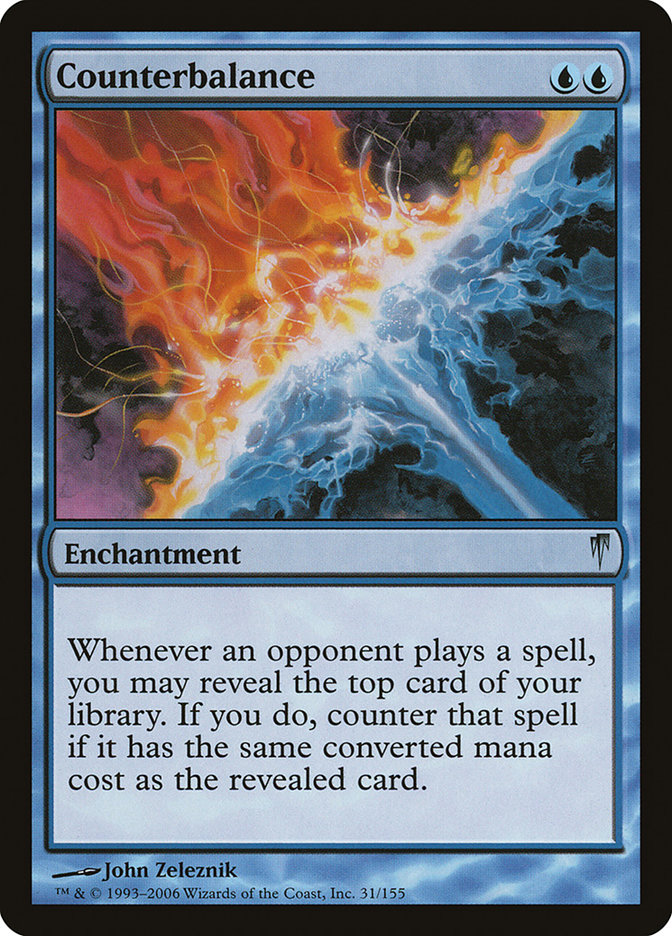 Counterbalance
Enchantment
Whenever an opponent plays a spell,
you may reveal the top card of your
library. If you do, counter that spell
if it has the same converted mana
cost as the revealed card.
John Zeleznik
™ & © 1993–2006 Wizards of the Coast, Inc. 31/155